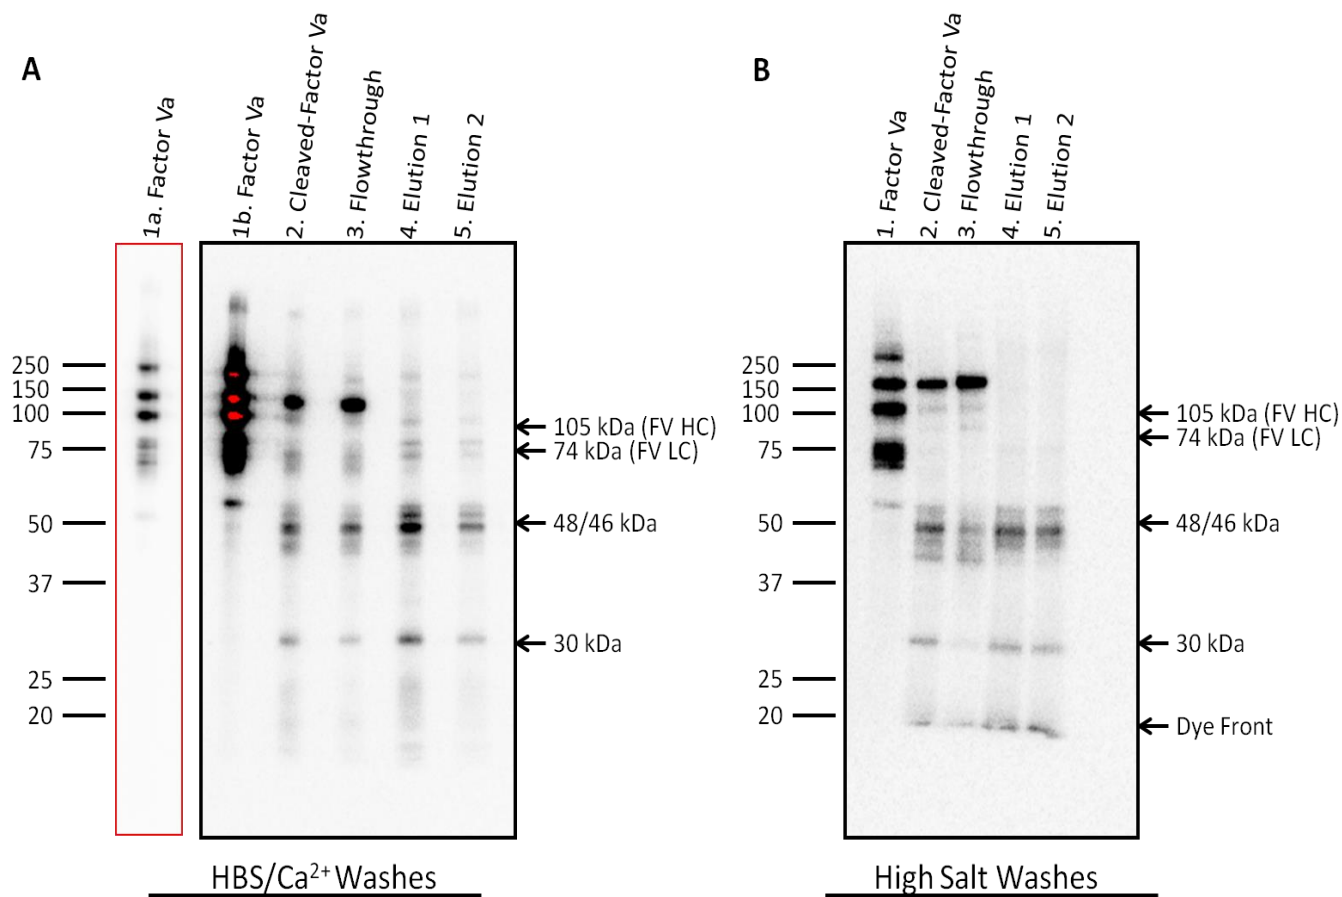 A
1a. Factor Va
1b. Factor Va
2. Cleaved-Factor Va
3. Flowthrough
4. Elution 1
5. Elution 2
250
150
100
75
50
37
25
20
105 kDa (FV HC)
74 kDa (FV LC)
48/46 kDa
30 kDa
HBS/Ca²⁺ Washes
B
1. Factor Va
2. Cleaved-Factor Va
3. Flowthrough
4. Elution 1
5. Elution 2
250
150
100
75
50
37
25
20
105 kDa (FV HC)
74 kDa (FV LC)
48/46 kDa
30 kDa
Dye Front
High Salt Washes